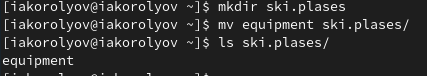 [iakorolyov@iakorolyov ~]$ mkdir ski.plases
[iakorolyov@iakorolyov ~]$ mv equipment ski.plases/
[iakorolyov@iakorolyov ~]$ ls ski.plases/
equipment